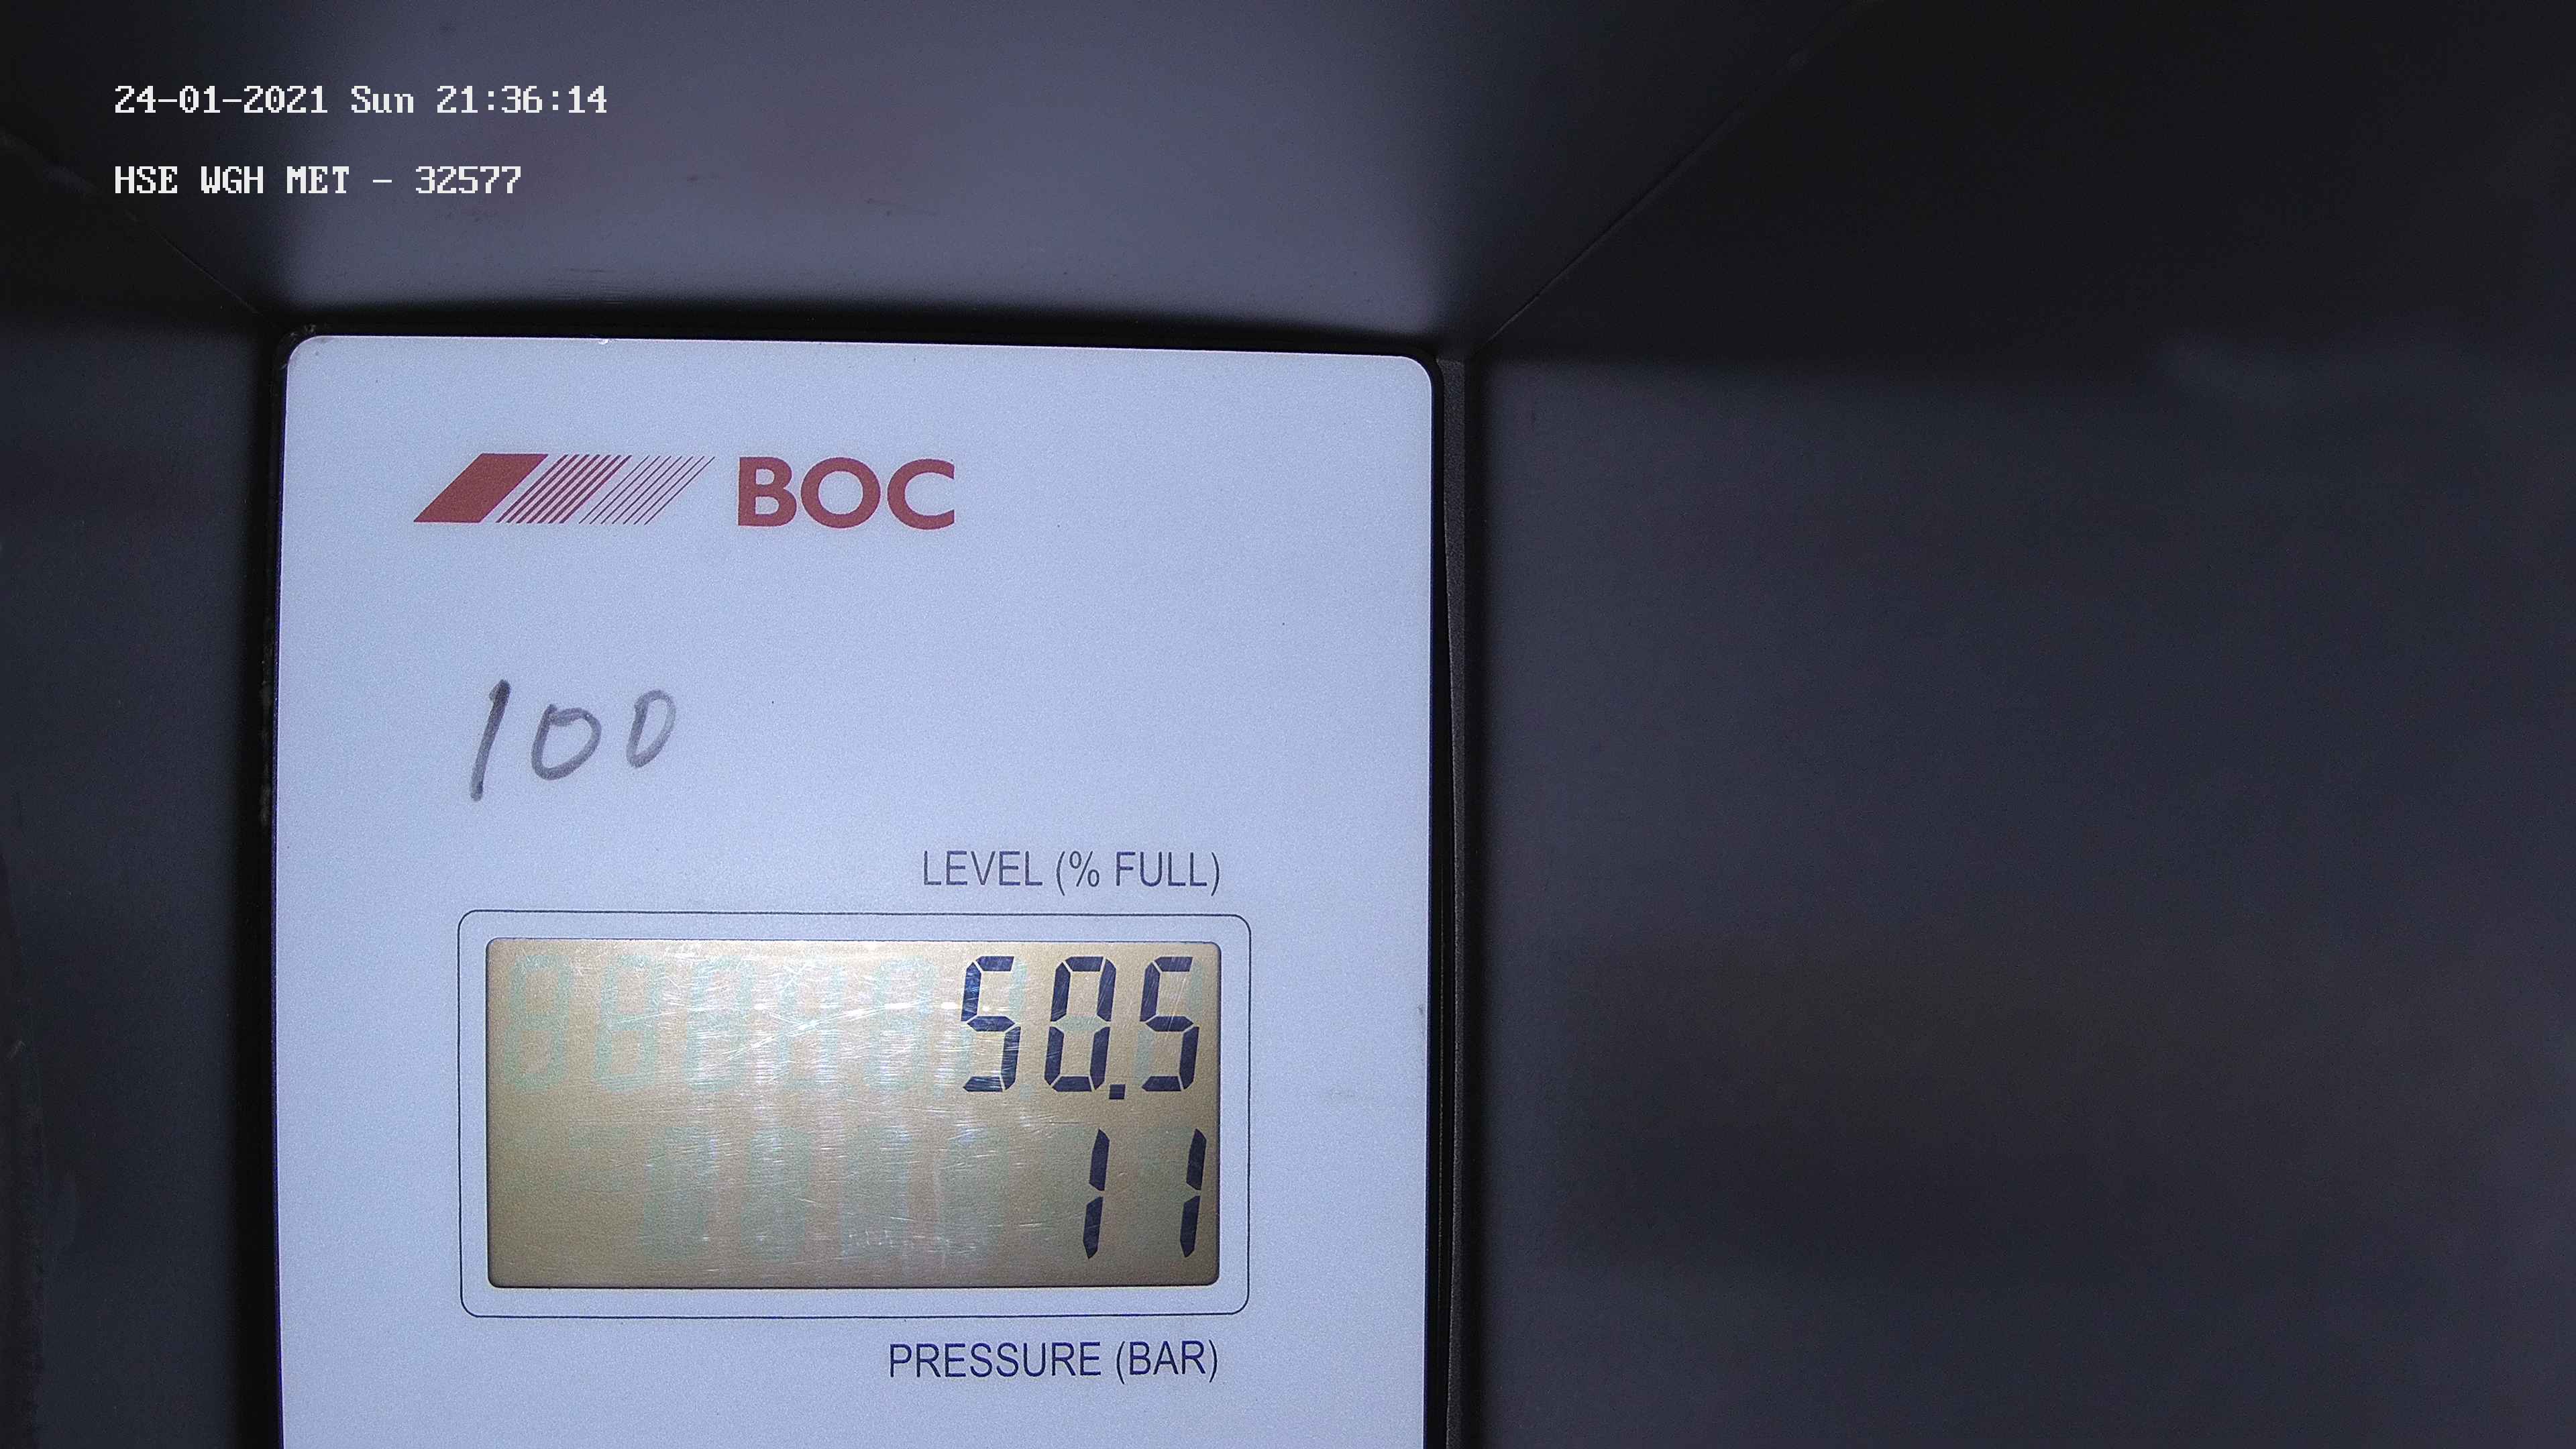 24-01-2021 Sun 21:36:14
HSE WGH MET - 32577
BOC
100
LEVEL (% FULL)
50.5
11
PRESSURE (BAR)